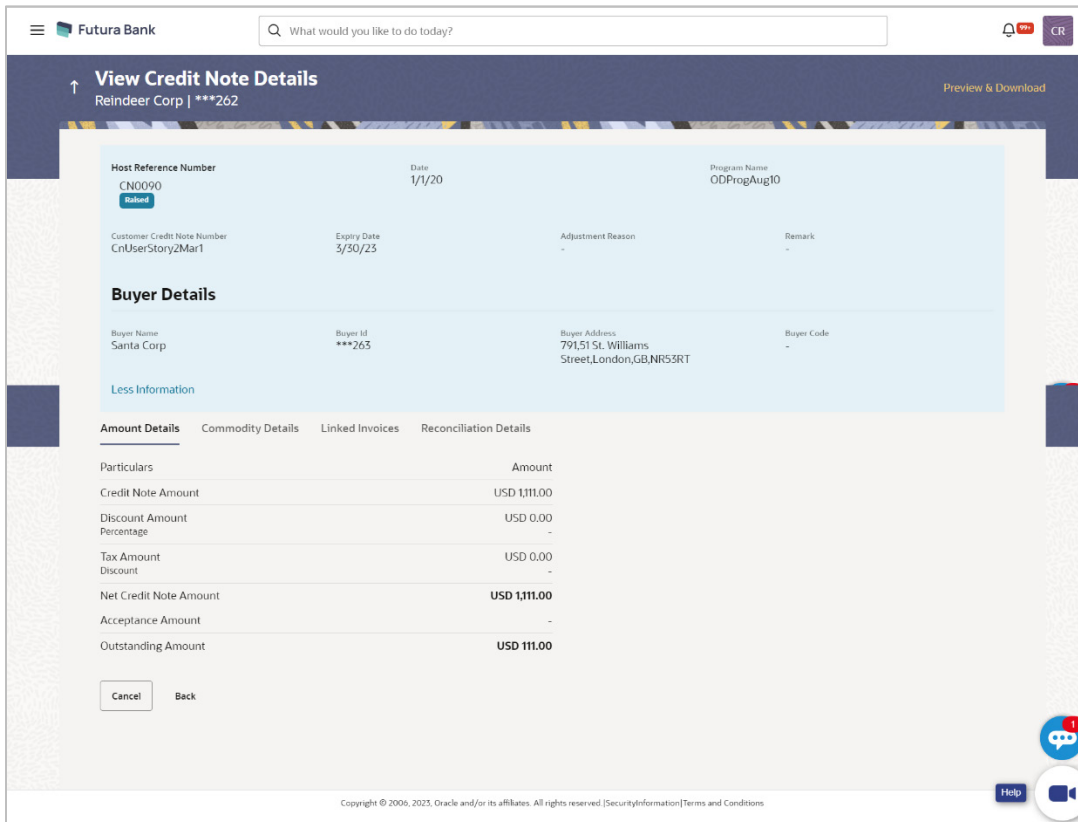 Futura Bank
What would you like to do today?
99+
CR
View Credit Note Details
Reindeer Corp | ***262
Preview & Download
Host Reference Number
CN0090
Raised
Date
1/1/20
Program Name
ODProgAug10
Customer Credit Note Number
CnUserStory2Mar1
Expiry Date
3/30/23
Adjustment Reason
-
Remark
-
Buyer Details
Buyer Name
Santa Corp
Buyer Id
***263
Buyer Address
791,51 St. Williams
Street,London,GB,NR53RT
Buyer Code
-
Less Information
Amount Details Commodity Details Linked Invoices Reconciliation Details
Particulars Amount
Credit Note Amount USD 1,111.00
Discount Amount USD 0.00
Percentage -
Tax Amount USD 0.00
Discount -
Net Credit Note Amount USD 1,111.00
Acceptance Amount -
Outstanding Amount USD 111.00
Cancel Back
1
Help
Copyright © 2006, 2023, Oracle and/or its affiliates. All rights reserved.|SecurityInformation|Terms and Conditions